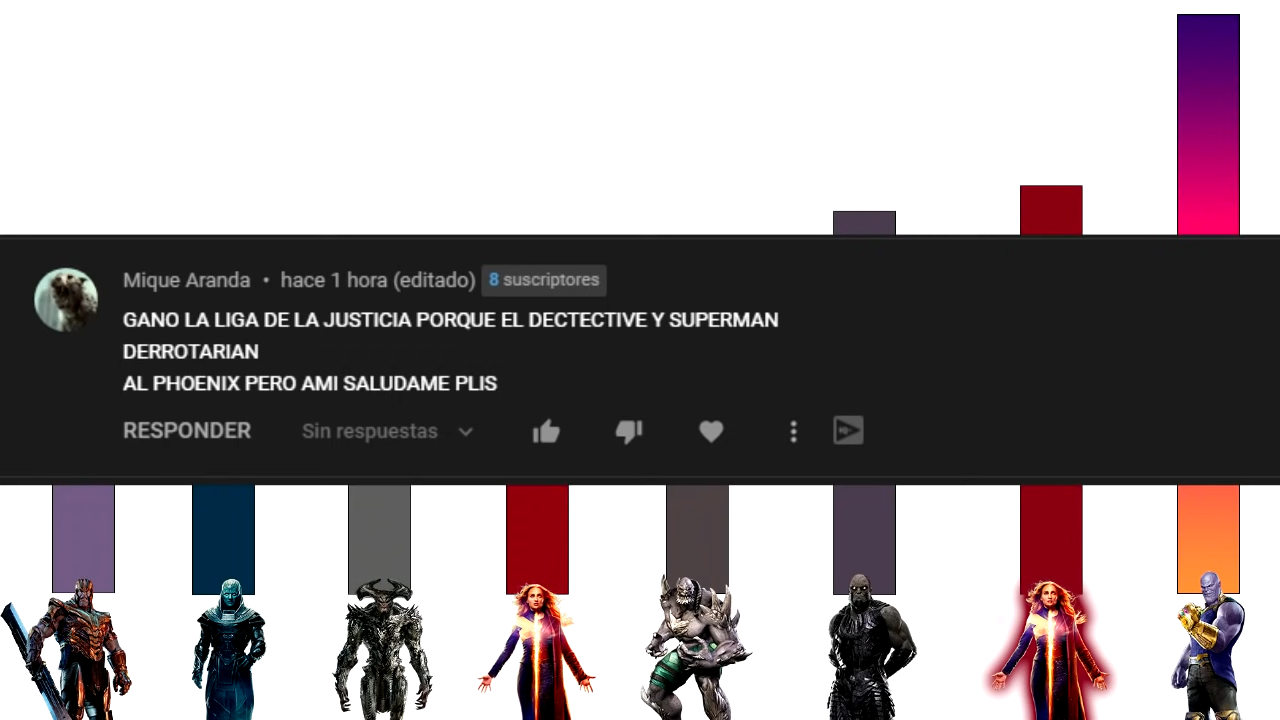 Mique Aranda • hace 1 hora (editado) 8 suscriptores
GANO LA LIGA DE LA JUSTICIA PORQUE EL DECTECTIVE Y SUPERMAN
DERROTARIAN
AL PHOENIX PERO AMI SALUDAME PLIS
RESPONDER Sin respuestas